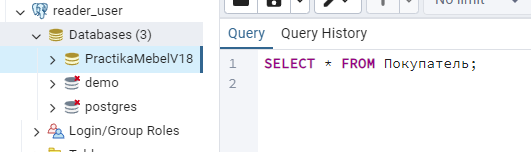 reader_user
No limit
Databases (3)
PractikaMebelV18
demo
postgres
Login/Group Roles
Query
Query History
1
SELECT * FROM Покупатель;
2